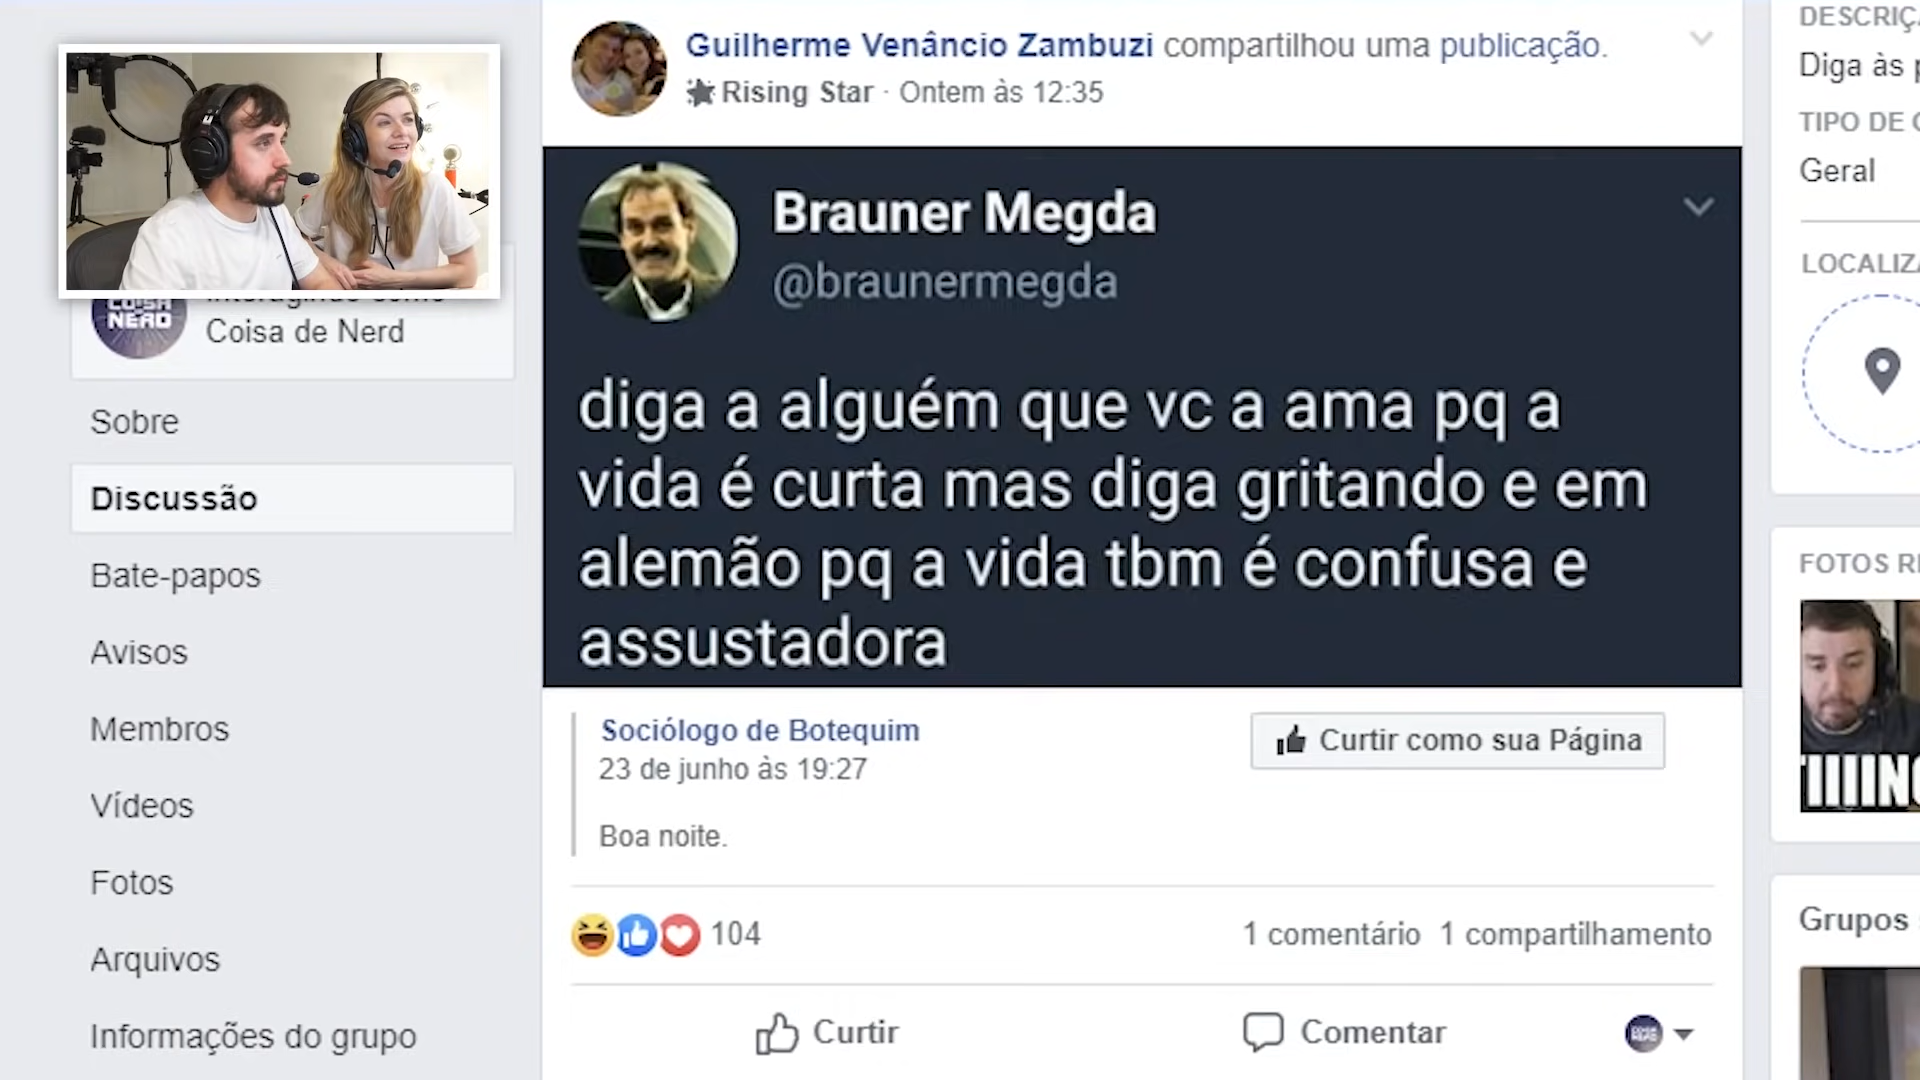 COISA
NERD
Coisa de Nerd
Sobre
Discussão
Bate-papos
Avisos
Membros
Vídeos
Fotos
Arquivos
Informações do grupo
Guilherme Venâncio Zambuzi compartilhou uma publicação.
Rising Star · Ontem às 12:35
Brauner Megda
@braunermegda
diga a alguém que vc a ama pq a
vida é curta mas diga gritando e em
alemão pq a vida tbm é confusa e
assustadora
Sociólogo de Botequim
23 de junho às 19:27
Curtir como sua Página
Boa noite.
104
1 comentário 1 compartilhamento
Curtir
Comentar
DESCRIÇ
Diga às p
TIPO DE
Geral
LOCALIZA
FOTOS RE
Grupos